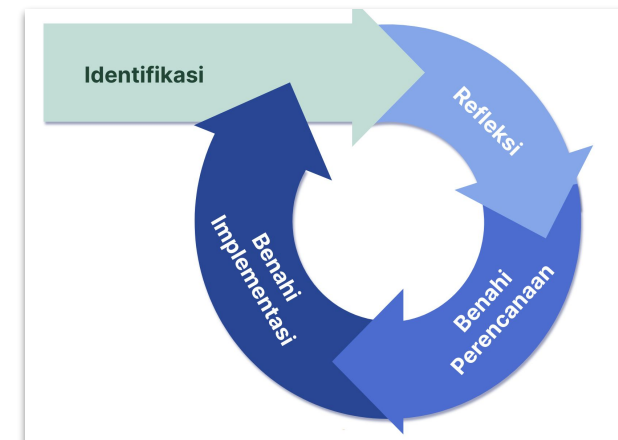 Identifikasi
Refleksi
Benahi
Perencanaan
Benahi
Implementasi